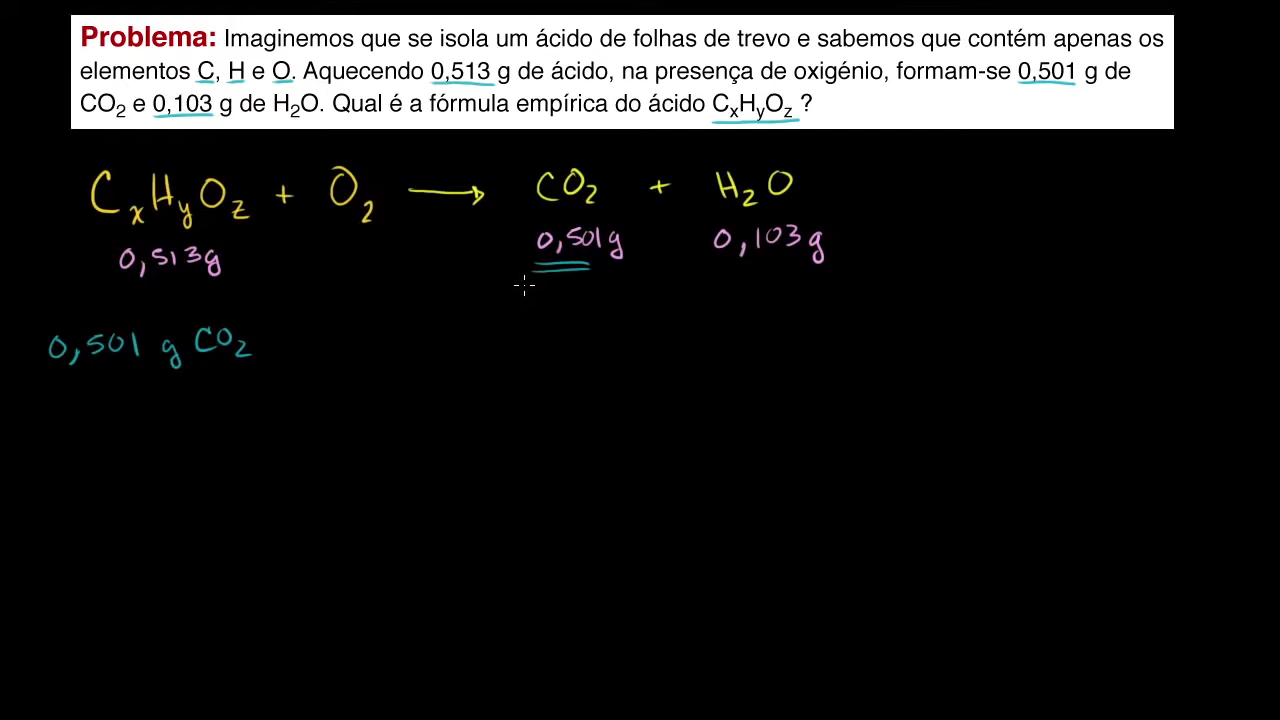 Problema: Imaginemos que se isola um ácido de folhas de trevo e sabemos que contém apenas os
elementos C, H e O. Aquecendo 0,513 g de ácido, na presença de oxigénio, formam-se 0,501 g de
CO₂ e 0,103 g de H₂O. Qual é a fórmula empírica do ácido CₓHᵧO_z ?
CₓHᵧO_z + O₂ → CO₂ + H₂O
0,513g 0,501g 0,103g
0,501 g CO₂